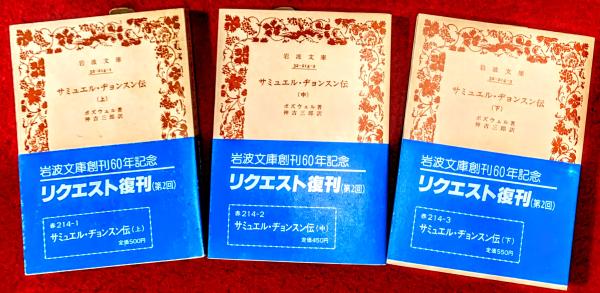 岩波文庫
32-214-1
サミュエル・ヂョンスン伝
(上)
ボズウェル著
神吉三郎訳
岩波文庫創刊60年記念
リクエスト復刊(第2回)
赤214-1
サミュエル・ヂョンスン伝(上)
定価500円
岩波文庫
32-214-2
サミュエル・ヂョンスン伝
(中)
ボズウェル著
神吉三郎訳
岩波文庫創刊60年記念
リクエスト復刊(第2回)
赤214-2
サミュエル・ヂョンスン伝(中)
定価450円
岩波文庫
32-214-3
サミュエル・ヂョンスン伝
(下)
ボズウェル著
神吉三郎訳
岩波文庫創刊60年記念
リクエスト復刊(第2回)
赤214-3
サミュエル・ヂョンスン伝(下)
定価550円